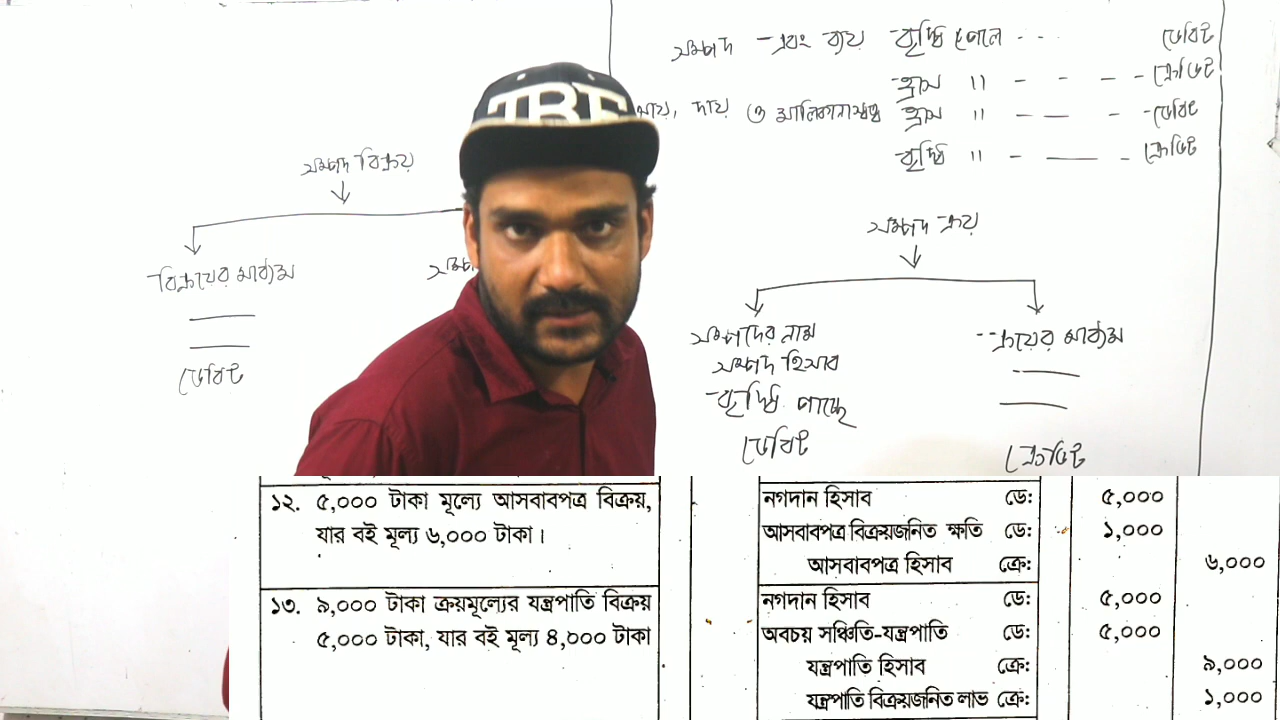 সম্পদ এবং ব্যয় বৃদ্ধি পেলে - - - ডেবিট
হ্রাস " - - - - ক্রেডিট
আয়, দায় ও মালিকানাস্বত্ব হ্রাস " - — - - ডেবিট
বৃদ্ধি " - — - ক্রেডিট
সম্পদ বিক্রয়
বিক্রয়ের মাধ্যম
ডেবিট
সম্পদ ক্রয়
সম্পদের নাম
সম্পদ হিসাব
বৃদ্ধি পাচ্ছে
ডেবিট
ক্রয়ের মাধ্যম
ক্রেডিট
TBF
১২. ৫,০০০ টাকা মূল্যে আসবাবপত্র বিক্রয়,
যার বই মূল্য ৬,০০০ টাকা।
নগদান হিসাব ডে: ৫,০০০
আসবাবপত্র বিক্রয়জনিত ক্ষতি ডে: ১,০০০
আসবাবপত্র হিসাব ক্রে: ৬,০০০
১৩. ৯,০০০ টাকা ক্রয়মূল্যের যন্ত্রপাতি বিক্রয়
৫,০০০ টাকা, যার বই মূল্য ৪,০০০ টাকা
নগদান হিসাব ডে: ৫,০০০
অবচয় সঞ্চিতি-যন্ত্রপাতি ডে: ৫,০০০
যন্ত্রপাতি হিসাব ক্রে: ৯,০০০
যন্ত্রপাতি বিক্রয়জনিত লাভ ক্রে: ১,০০০